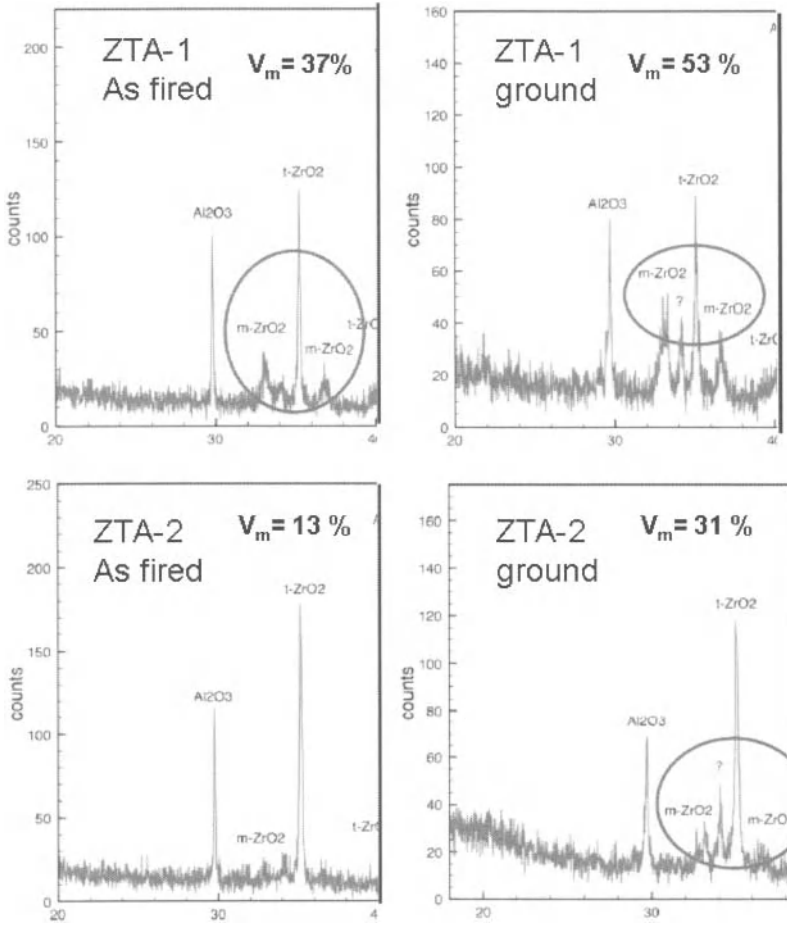 ZTA-1
As fired
Vm= 37%
200
150
100
50
0
counts
Al2O3
t-ZrO2
m-ZrO2
m-ZrO2
20
30
ZTA-1
ground
Vm= 53 %
160
140
120
100
80
60
40
20
0
counts
Al2O3
t-ZrO2
m-ZrO2
?
m-ZrO2
20
30
ZTA-2
As fired
Vm= 13 %
250
200
150
100
50
0
counts
Al2O3
t-ZrO2
m-ZrO2
20
30
ZTA-2
ground
Vm= 31 %
160
140
120
100
80
60
40
20
0
counts
Al2O3
t-ZrO2
m-ZrO2
?
20
30